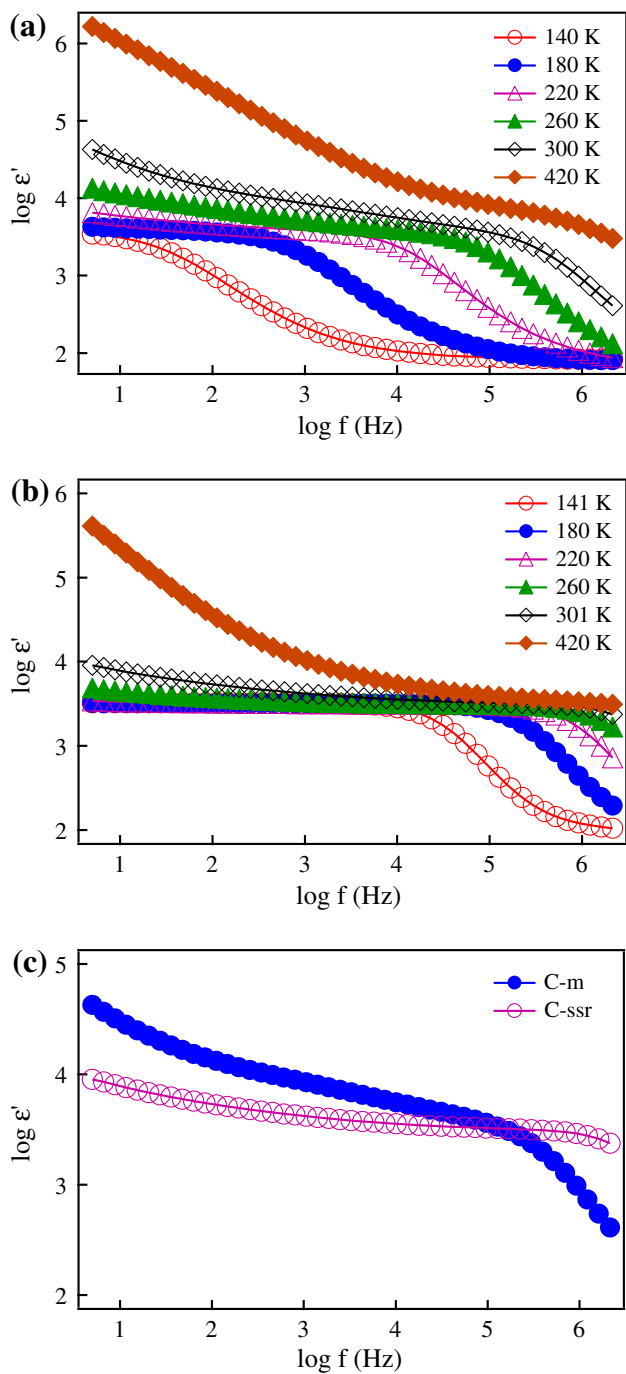 (a)
6
5
4
3
2
log ε'
140 K
180 K
220 K
260 K
300 K
420 K
1 2 3 4 5 6
log f (Hz)
(b)
6
5
4
3
2
log ε'
141 K
180 K
220 K
260 K
301 K
420 K
1 2 3 4 5 6
log f (Hz)
(c)
5
4
3
2
log ε'
C-m
C-ssr
1 2 3 4 5 6
log f (Hz)